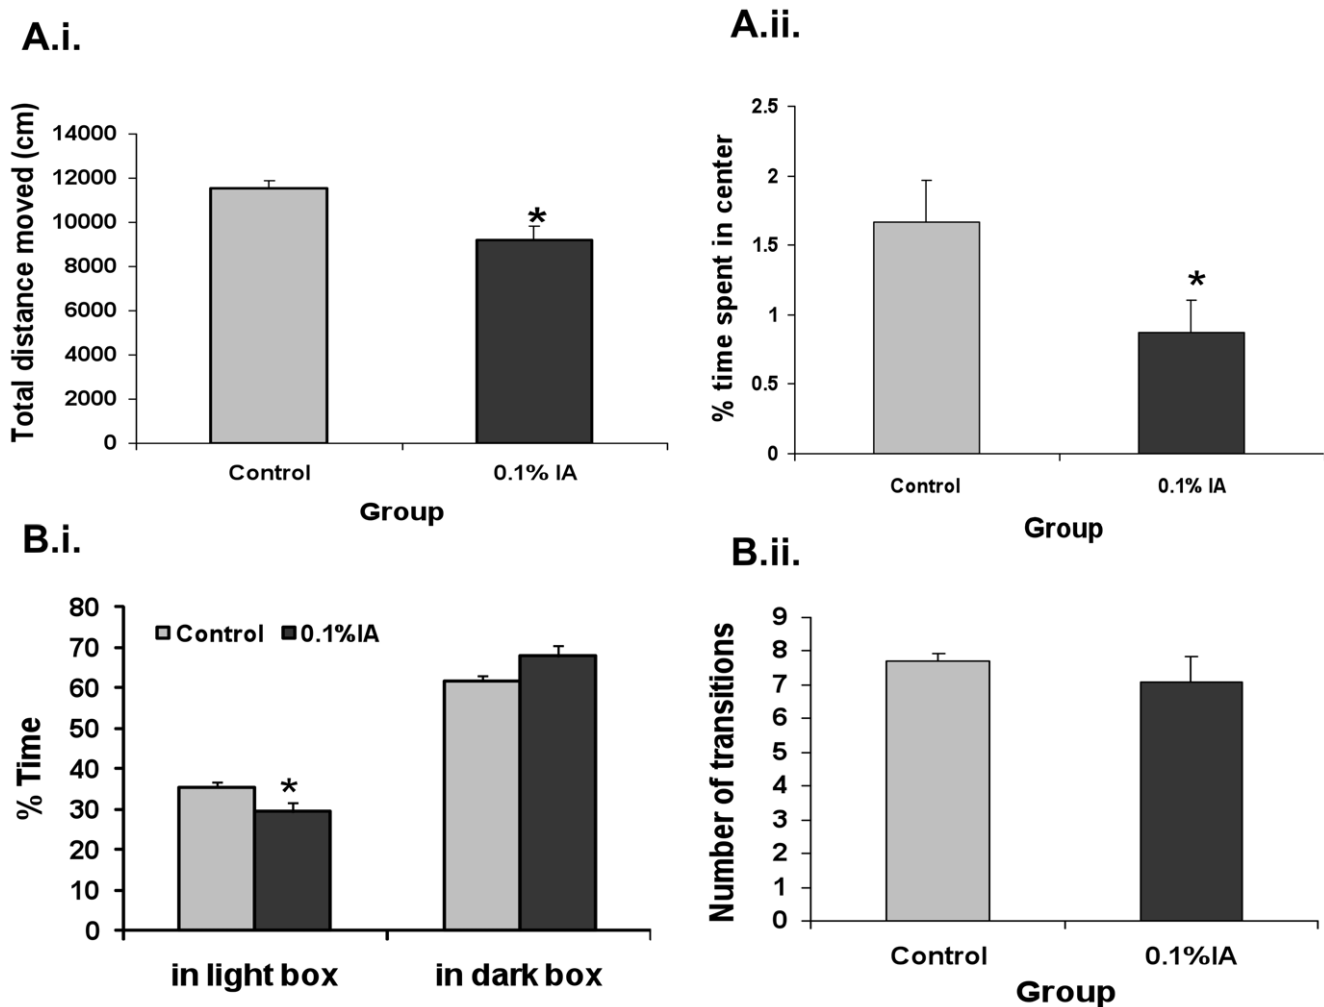 A.i.
Total distance moved (cm)
14000
12000
10000
8000
6000
4000
2000
0
*
Control 0.1% IA
Group
A.ii.
% time spent in center
2.5
2
1.5
1
0.5
0
*
Control 0.1% IA
Group
B.i.
% Time
80
70
60
50
40
30
20
10
0
Control 0.1%IA
*
in light box in dark box
B.ii.
Number of transitions
9
8
7
6
5
4
3
2
1
0
Control 0.1%IA
Group